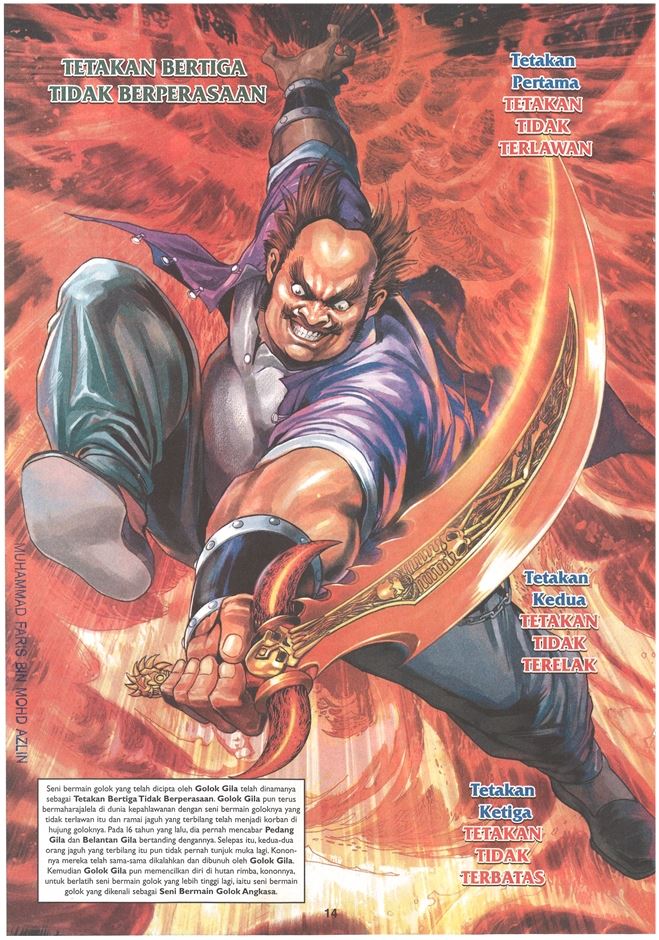 TETAKAN BERTIGA
TIDAK BERPERASAAN
Tetakan
Pertama
TETAKAN
TIDAK
TERLAWAN
Tetakan
Kedua
TETAKAN
TIDAK
TERELAK
Tetakan
Ketiga
TETAKAN
TIDAK
TERBATAS
MUHAMMAD FARIS BIN MOHD AZLIN
Seni bermain golok yang telah dicipta oleh Golok Gila telah dinamanya
sebagai Tetakan Bertiga Tidak Berperasaan. Golok Gila pun terus
bermaharajalela di dunia kepahlawanan dengan seni bermain goloknya yang
tidak terlawan itu dan ramai jaguh yang terbilang telah menjadi korban di
hujung goloknya. Pada 16 tahun yang lalu, dia pernah mencabar Pedang
Gila dan Belantan Gila bertanding dengannya. Selepas itu, kedua-dua
orang jaguh yang terbilang itu pun tidak pernah tunjuk muka lagi. Konon-
nya mereka telah sama-sama dikalahkan dan dibunuh oleh Golok Gila.
Kemudian Golok Gila pun memencilkan diri di hutan rimba, kononnya,
untuk berlatih seni bermain golok yang lebih tinggi lagi, iaitu seni bermain
golok yang dikenali sebagai Seni Bermain Golok Angkasa.
14